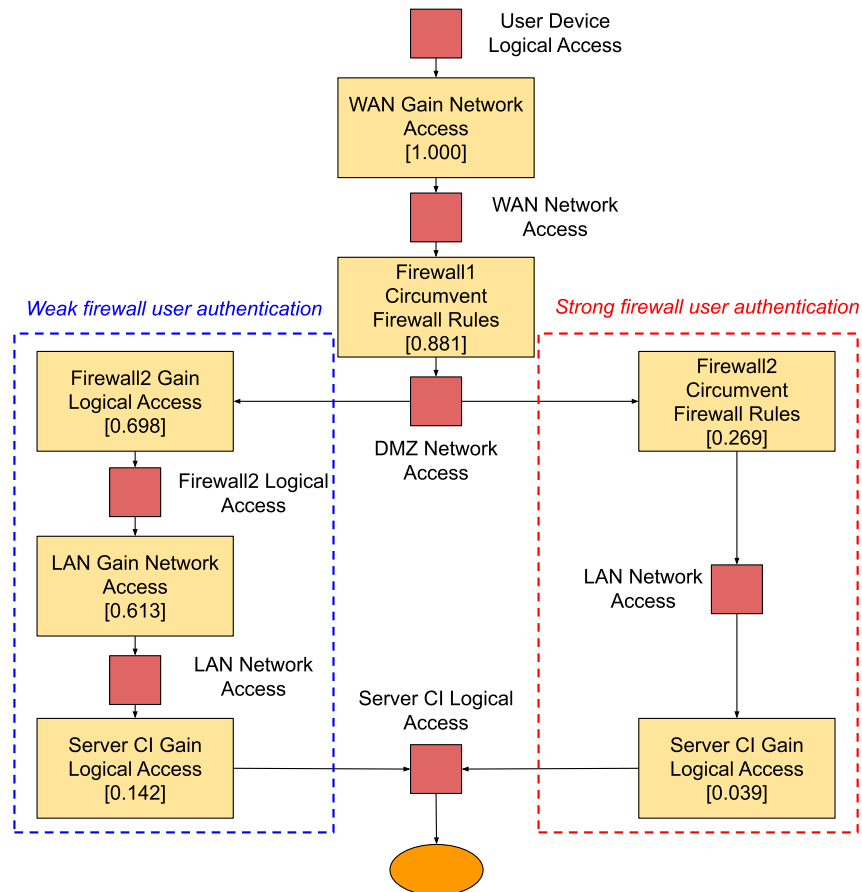 User Device
Logical Access
WAN Gain Network
Access
[1.000]
WAN Network
Access
Firewall1
Circumvent
Firewall Rules
[0.881]
Weak firewall user authentication
Strong firewall user authentication
Firewall2 Gain
Logical Access
[0.698]
DMZ Network
Access
Firewall2
Circumvent
Firewall Rules
[0.269]
Firewall2 Logical
Access
LAN Gain Network
Access
[0.613]
LAN Network
Access
LAN Network
Access
Server CI Logical
Access
Server CI Gain
Logical Access
[0.142]
Server CI Gain
Logical Access
[0.039]